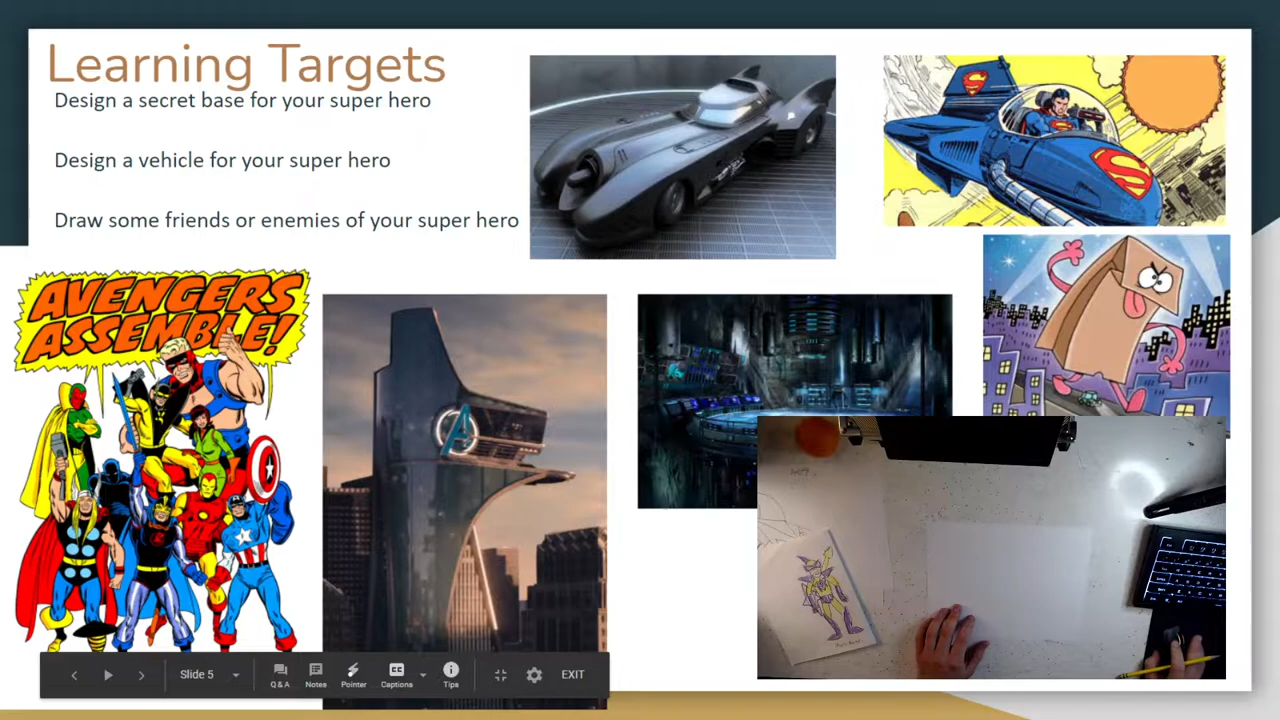 Learning Targets
Design a secret base for your super hero
Design a vehicle for your super hero
Draw some friends or enemies of your super hero
AVENGERS
ASSEMBLE!
Slide 5
Q & A
Notes
Pointer
Captions
Tips
EXIT